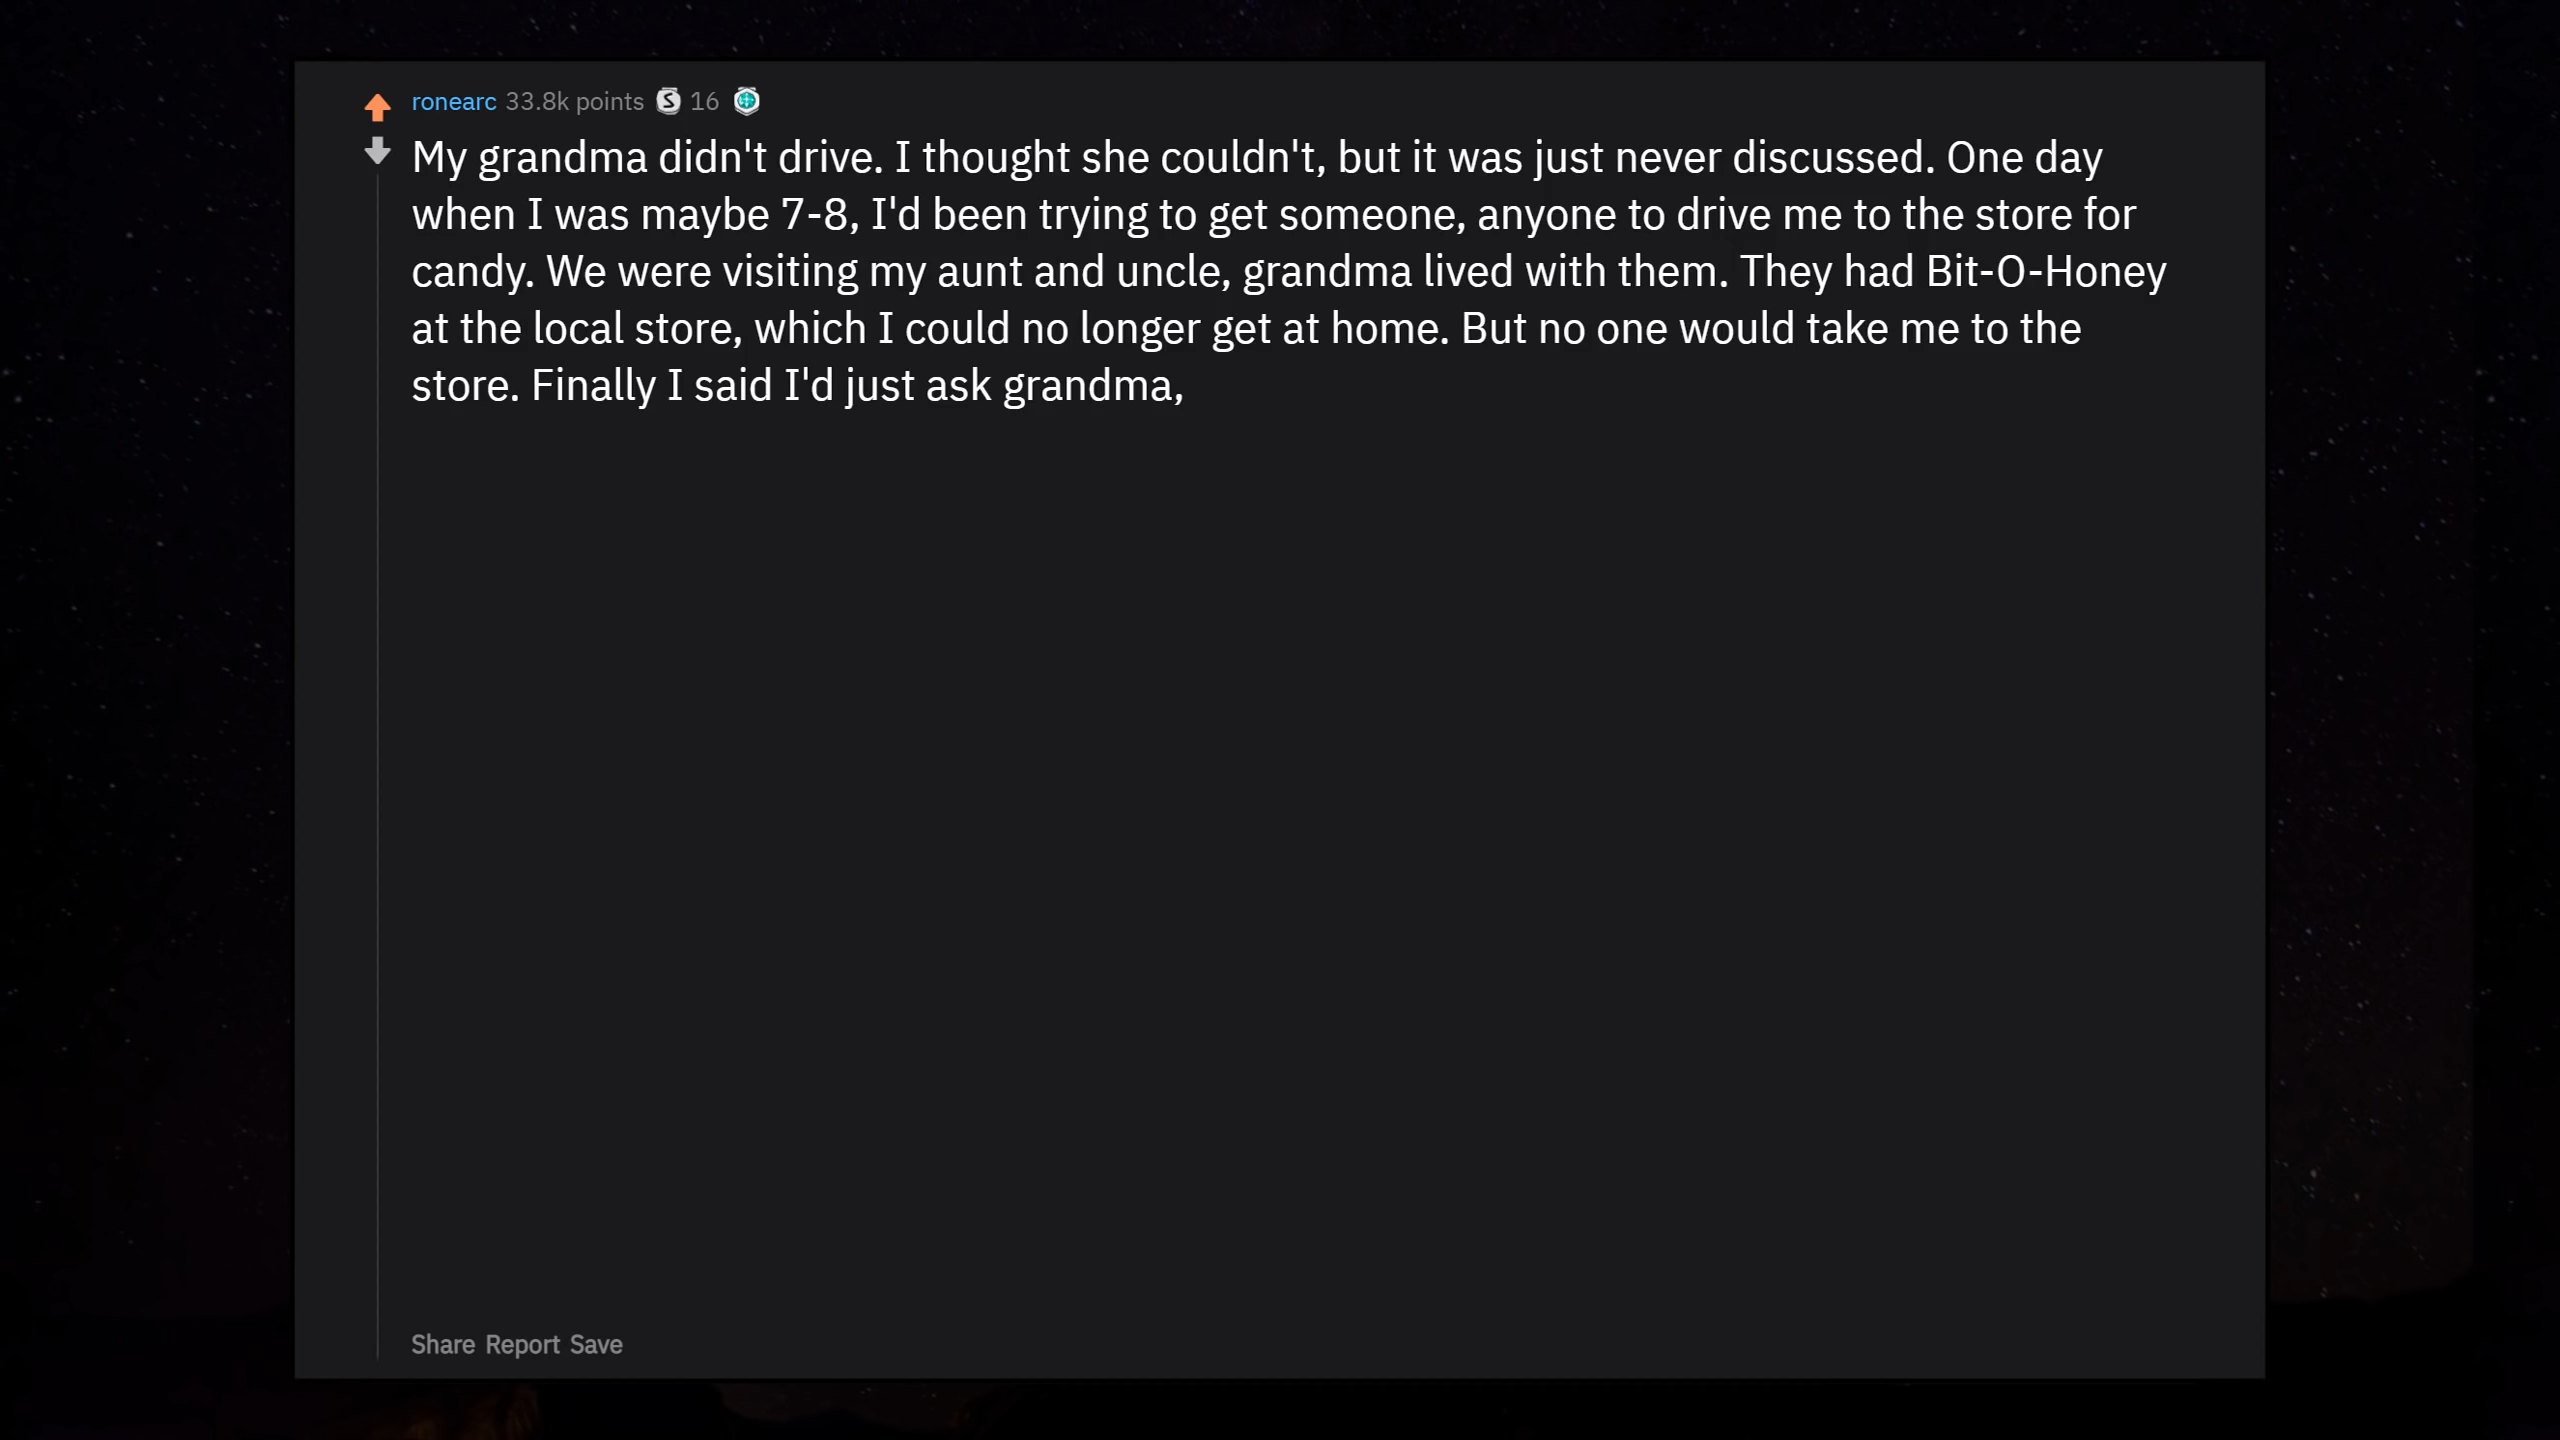 ronearc 33.8k points S 16
My grandma didn't drive. I thought she couldn't, but it was just never discussed. One day
when I was maybe 7-8, I'd been trying to get someone, anyone to drive me to the store for
candy. We were visiting my aunt and uncle, grandma lived with them. They had Bit-O-Honey
at the local store, which I could no longer get at home. But no one would take me to the
store. Finally I said I'd just ask grandma,
Share Report Save